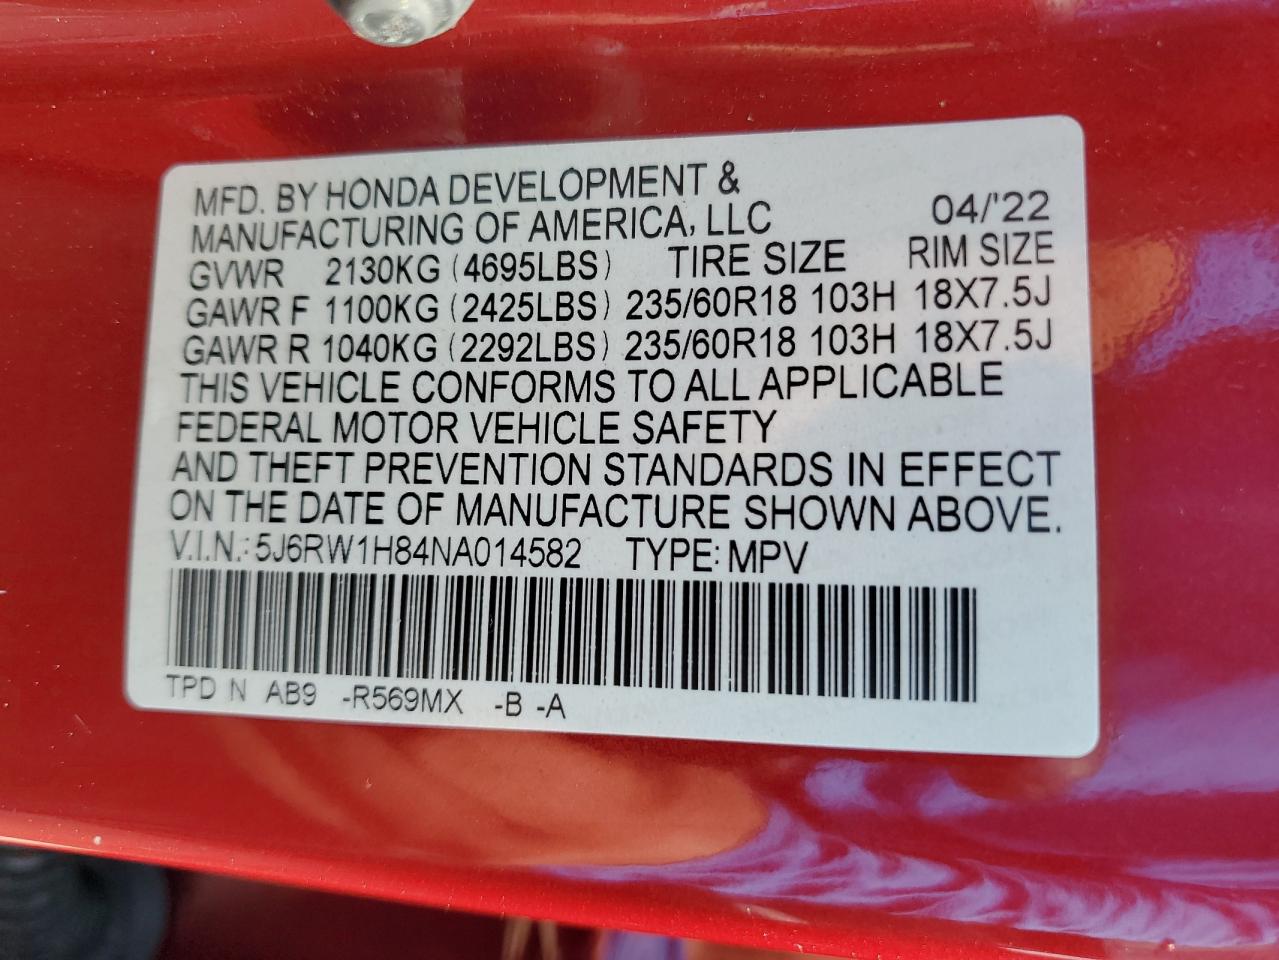 MFD. BY HONDA DEVELOPMENT &
MANUFACTURING OF AMERICA, LLC 04/'22
GVWR 2130KG (4695LBS) TIRE SIZE RIM SIZE
GAWR F 1100KG (2425LBS) 235/60R18 103H 18X7.5J
GAWR R 1040KG (2292LBS) 235/60R18 103H 18X7.5J
THIS VEHICLE CONFORMS TO ALL APPLICABLE
FEDERAL MOTOR VEHICLE SAFETY
AND THEFT PREVENTION STANDARDS IN EFFECT
ON THE DATE OF MANUFACTURE SHOWN ABOVE.
V.I.N.: 5J6RW1H84NA014582 TYPE: MPV
TPD N AB9 -R569MX -B -A